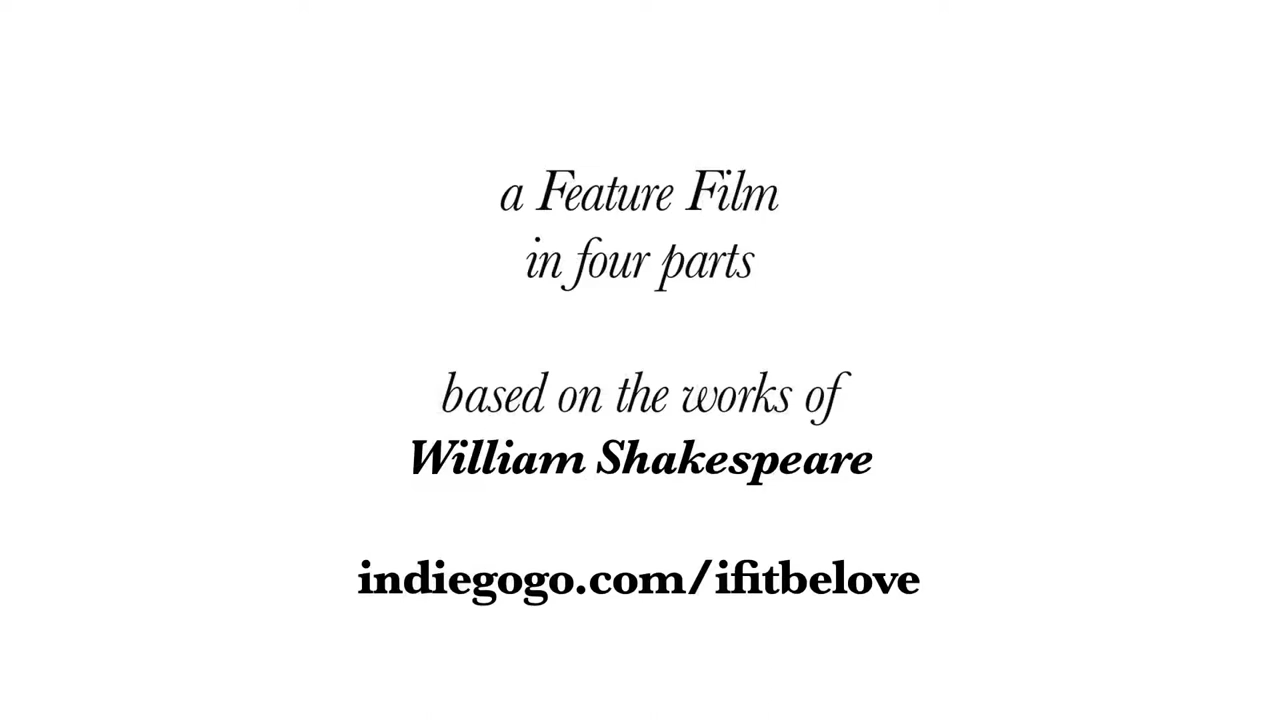 a Feature Film
in four parts
based on the works of
William Shakespeare
indiegogo.com/ifitbelove